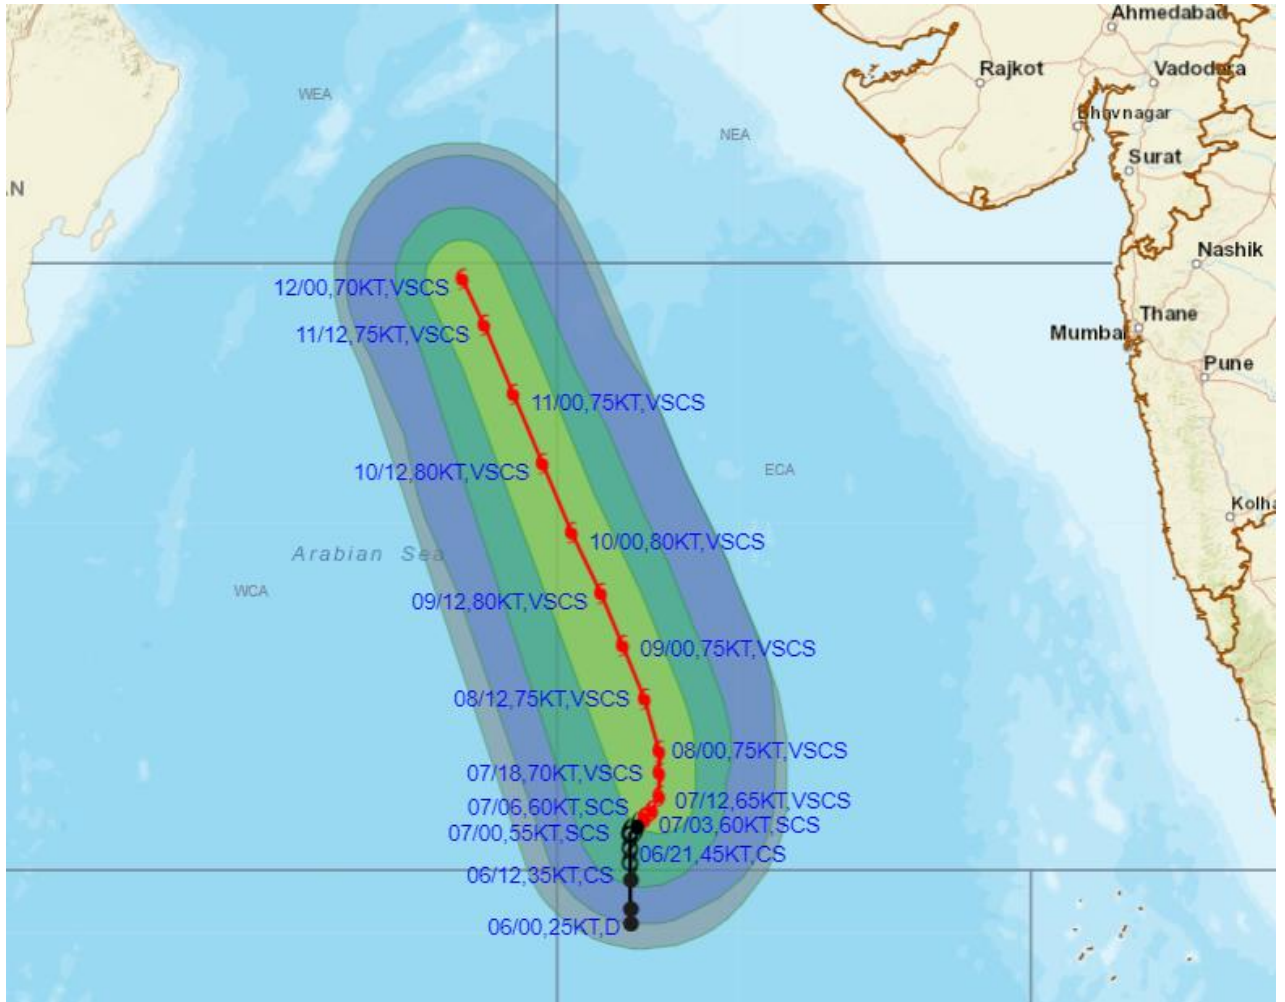 Ahmedabad
Rajkot
Vadodara
WEA
Bhavnagar
NEA
Surat
N
Nashik
12/00,70KT,VSCS
Thane
11/12,75KT,VSCS
Mumbai
Pune
11/00,75KT,VSCS
10/12,80KT,VSCS
ECA
Kolha
10/00,80KT,VSCS
Arabian Sea
WCA
09/12,80KT,VSCS
09/00,75KT,VSCS
08/12,75KT,VSCS
08/00,75KT,VSCS
07/18,70KT,VSCS
07/12,65KT,VSCS
07/06,60KT,SCS
07/03,60KT,SCS
07/00,55KT,SCS
06/21,45KT,CS
06/12,35KT,CS
06/00,25KT,D